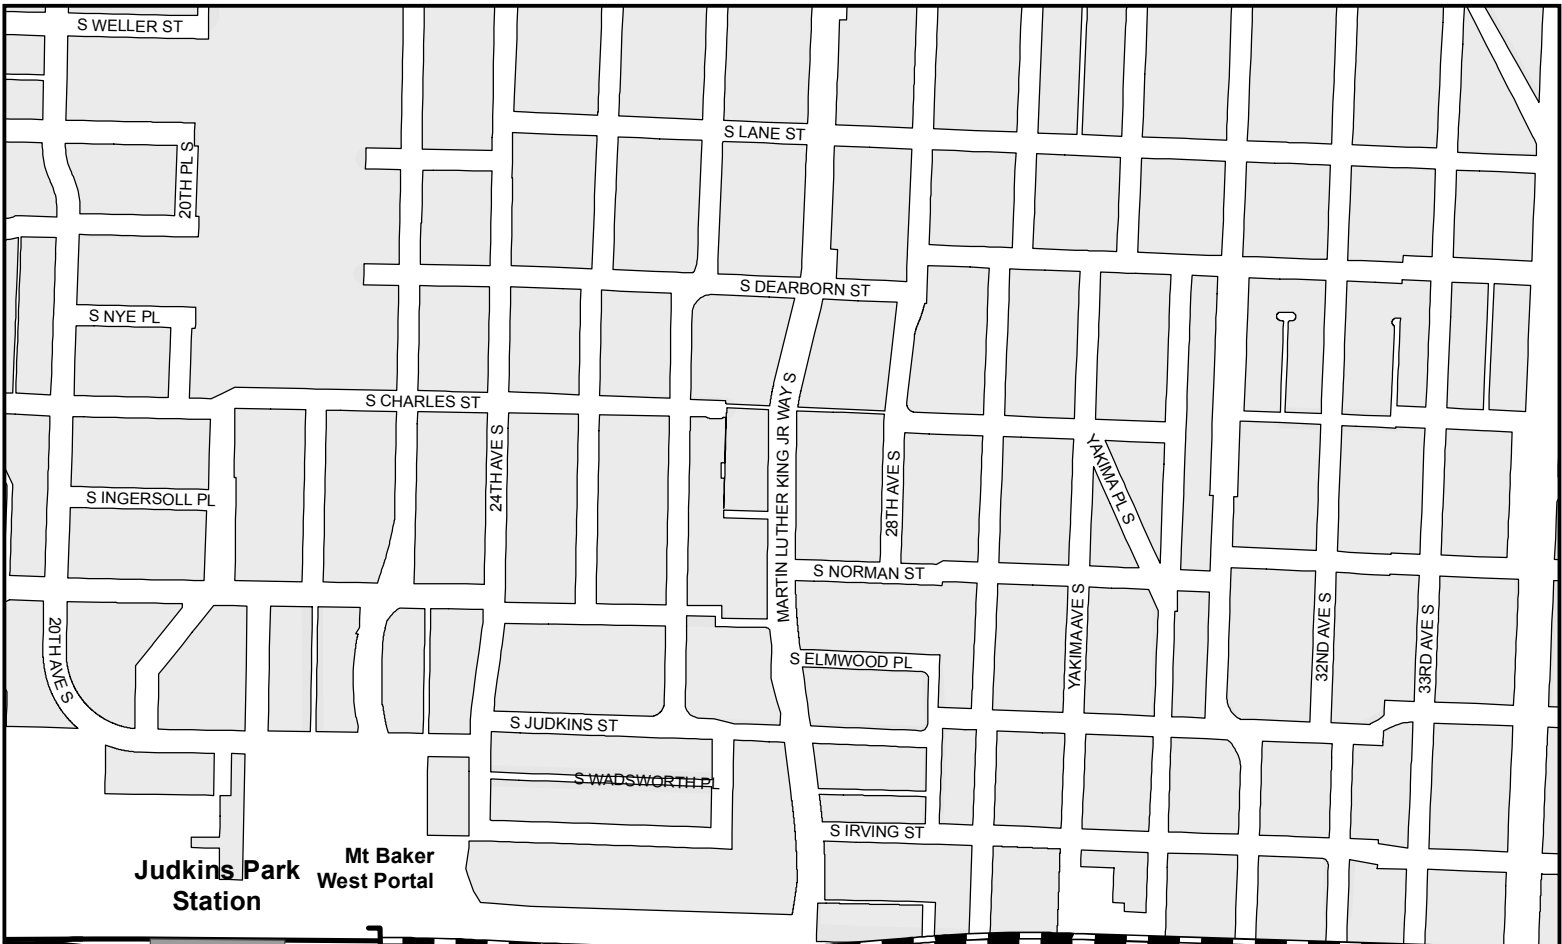 S WELLER ST
S LANE ST
20TH PL S
S DEARBORN ST
S NYE PL
S CHARLES ST
24TH AVE S
MARTIN LUTHER KING JR WAY S
28TH AVE S
YAKIMA PL S
S INGERSOLL PL
S NORMAN ST
YAKIMA AVE S
32ND AVE S
33RD AVE S
20TH AVE S
S ELMWOOD PL
S JUDKINS ST
S WADSWORTH PL
S IRVING ST
Judkins Park
Station
Mt Baker
West Portal